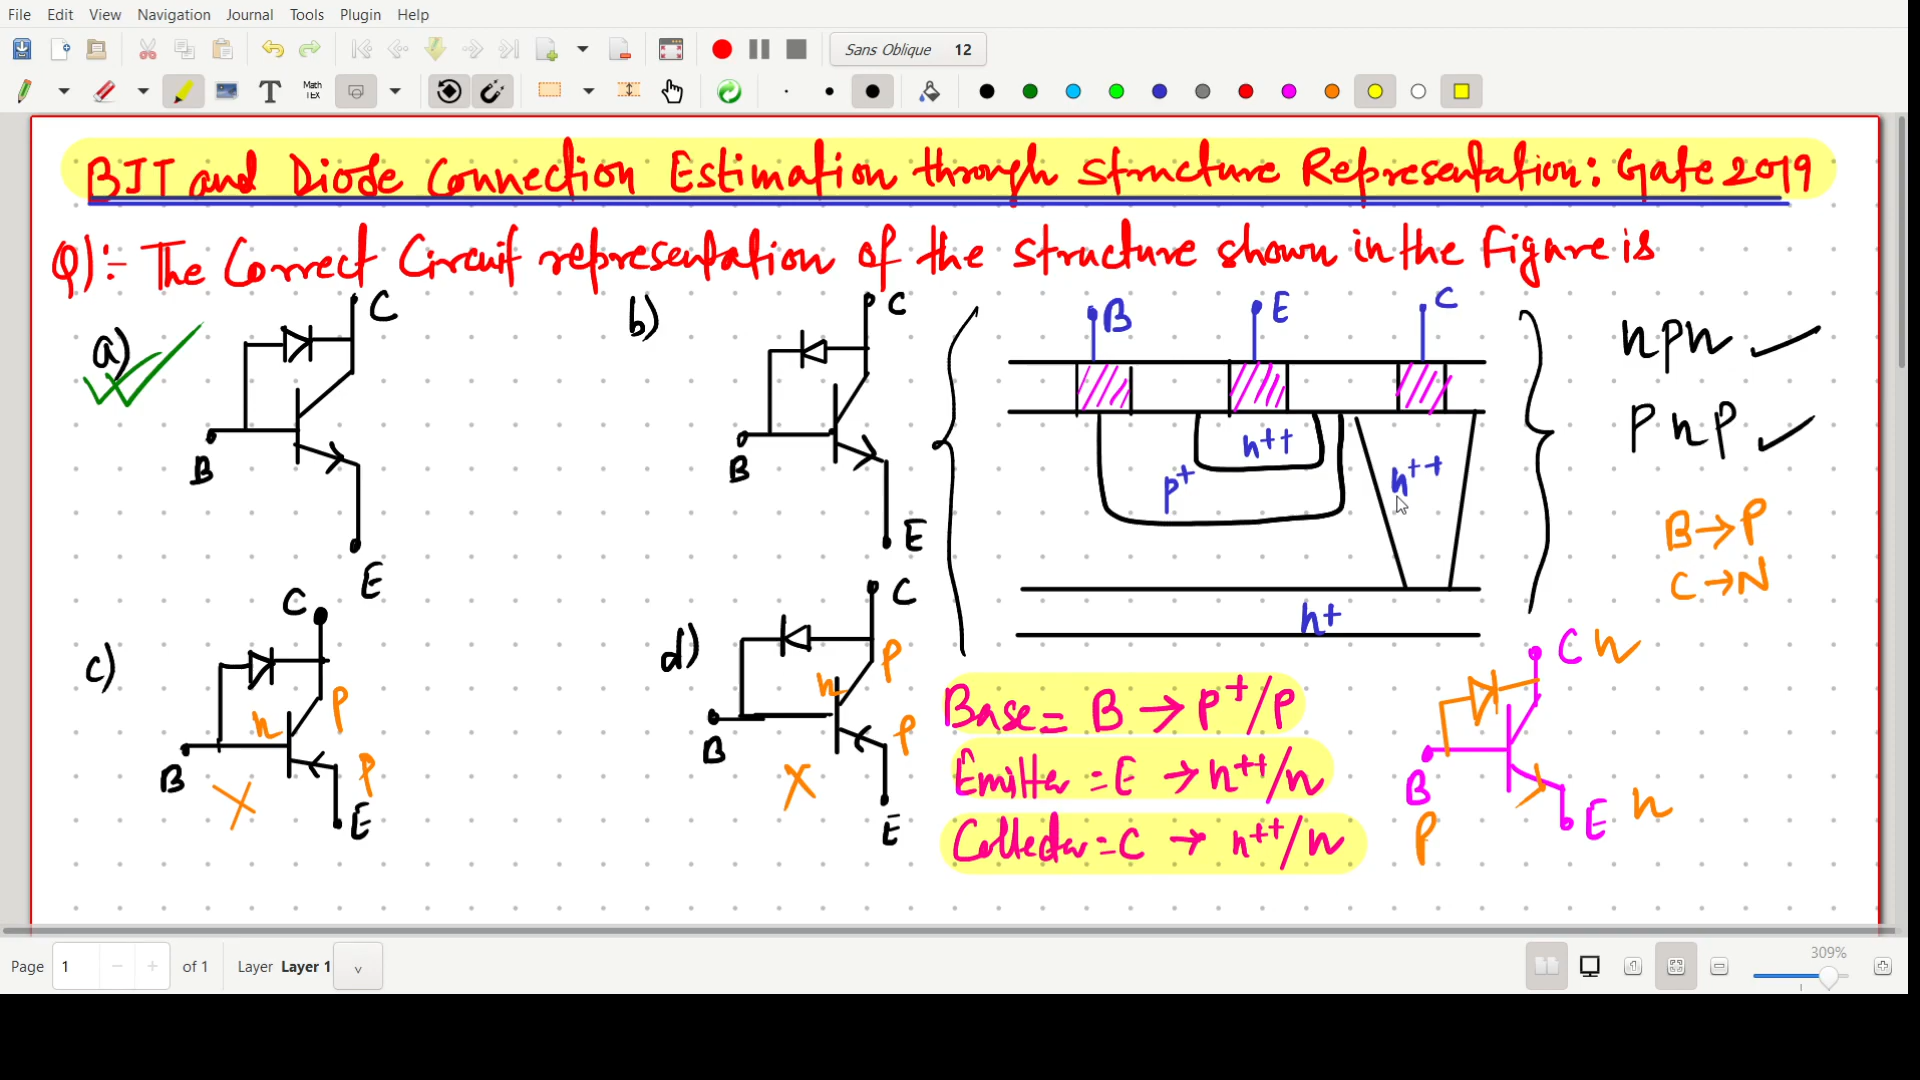 File Edit View Navigation Journal Tools Plugin Help
Sans Oblique 12
T Math TEX
BJT and Diode Connection Estimation through Structure Representation: Gate 2019
Q):- The Correct Circuit representation of the structure shown in the Figure is
a) C
B
E
b) C
B
E
B E C
n++
p+
n++
n+
npn
PnP
B→P
C→N
c) C
n P
B P
X E
d) C
n P
B P
X E
Base = B → p+/p
Emitter = E → n++/n
Collector = C → n++/n
C n
B
P
E n
Page 1 of 1 Layer Layer 1 309%